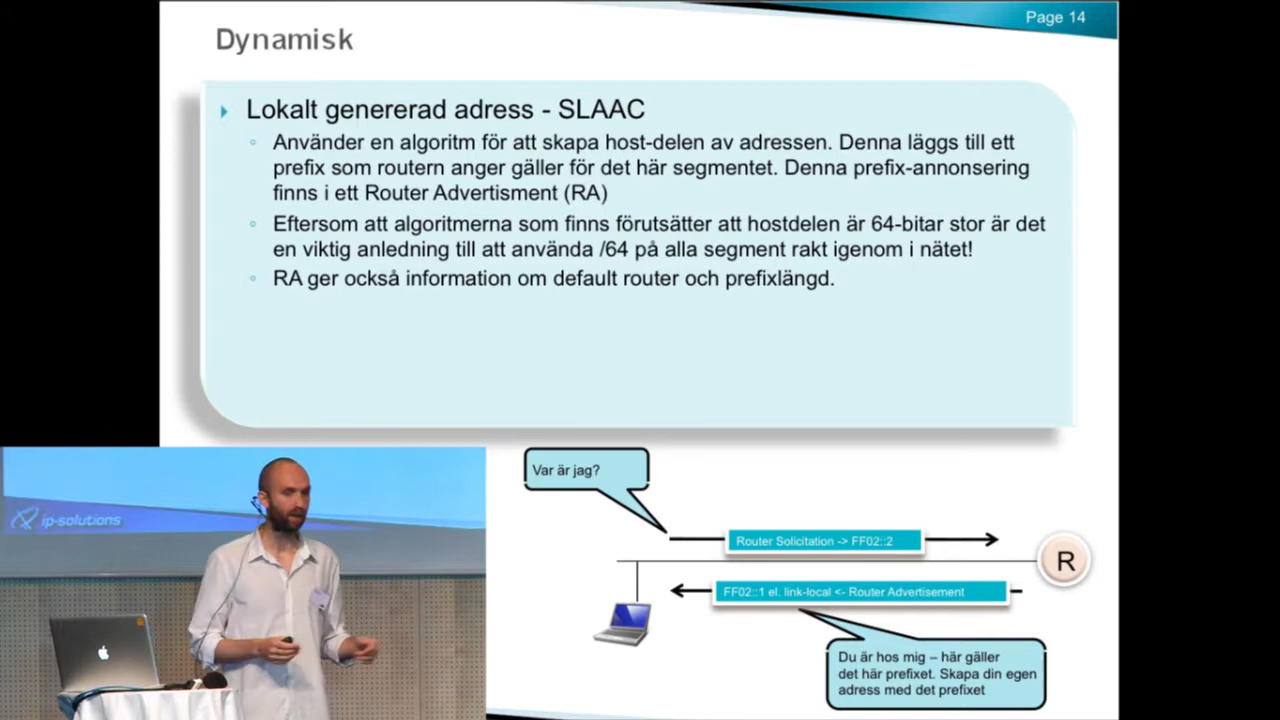 Page 14
Dynamisk
Lokalt genererad adress - SLAAC
Använder en algoritm för att skapa host-delen av adressen. Denna läggs till ett
prefix som routern anger gäller för det här segmentet. Denna prefix-annonsering
finns i ett Router Advertisment (RA)
Eftersom att algoritmerna som finns förutsätter att hostdelen är 64-bitar stor är det
en viktig anledning till att använda /64 på alla segment rakt igenom i nätet!
RA ger också information om default router och prefixlängd.
ip-solutions
Var är jag?
Router Solicitation -> FF02::2
R
FF02::1 el. link-local <- Router Advertisement
Du är hos mig – här gäller
det här prefixet. Skapa din egen
adress med det prefixet